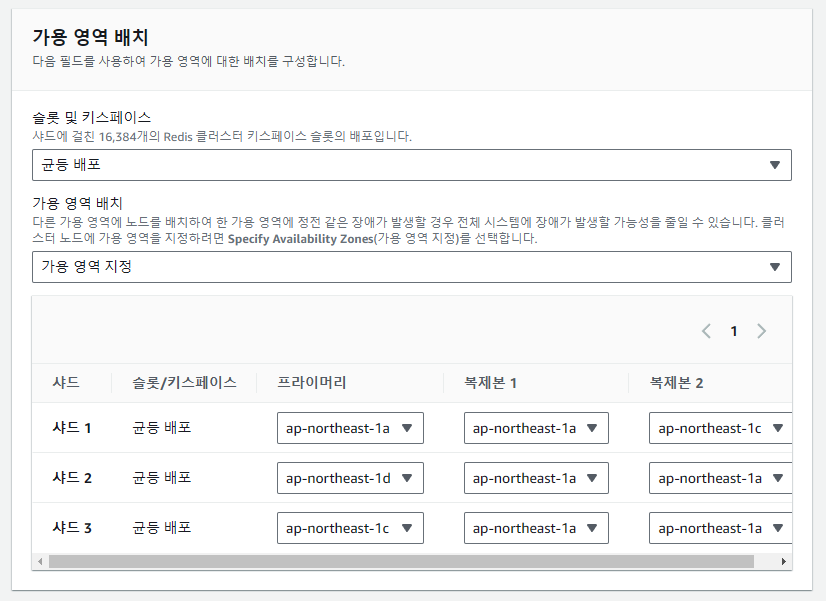 가용 영역 배치
다음 필드를 사용하여 가용 영역에 대한 배치를 구성합니다.
슬롯 및 키스페이스
샤드에 걸친 16,384개의 Redis 클러스터 키스페이스 슬롯의 배포입니다.
균등 배포
가용 영역 배치
다른 가용 영역에 노드를 배치하여 한 가용 영역에 정전 같은 장애가 발생할 경우 전체 시스템에 장애가 발생할 가능성을 줄일 수 있습니다. 클러
스터 노드에 가용 영역을 지정하려면 Specify Availability Zones(가용 영역 지정)를 선택합니다.
가용 영역 지정
1
샤드 슬롯/키스페이스 프라이머리 복제본 1 복제본 2
샤드 1 균등 배포 ap-northeast-1a ap-northeast-1a ap-northeast-1c
샤드 2 균등 배포 ap-northeast-1d ap-northeast-1a ap-northeast-1a
샤드 3 균등 배포 ap-northeast-1c ap-northeast-1a ap-northeast-1a